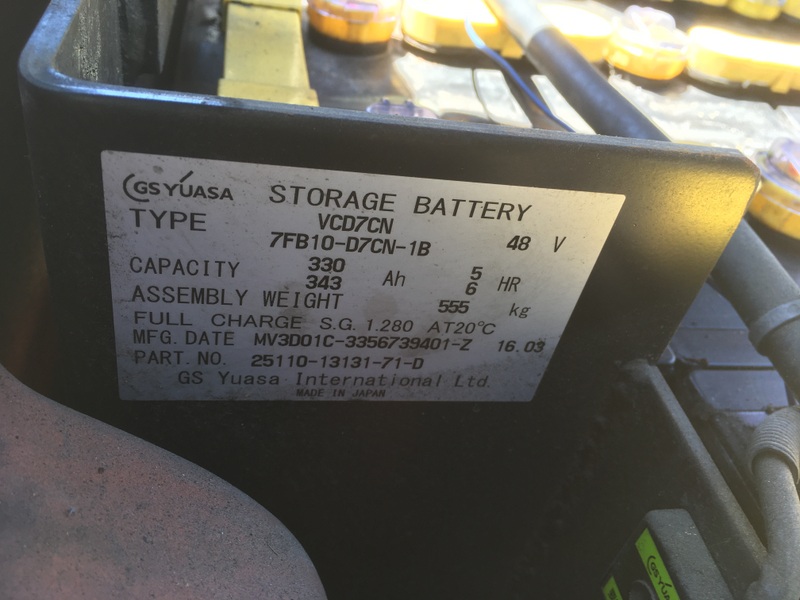 GS YUASA STORAGE BATTERY
TYPE VCD7CN
7FB10-D7CN-1B 48 V
CAPACITY 330 Ah 5 HR
343 6
ASSEMBLY WEIGHT 555 kg
FULL CHARGE S.G. 1.280 AT20℃
MFG. DATE MV3D01C-3356739401-Z 16.03
PART. NO. 25110-13131-71-D
GS Yuasa International Ltd.
MADE IN JAPAN
GS YUASA